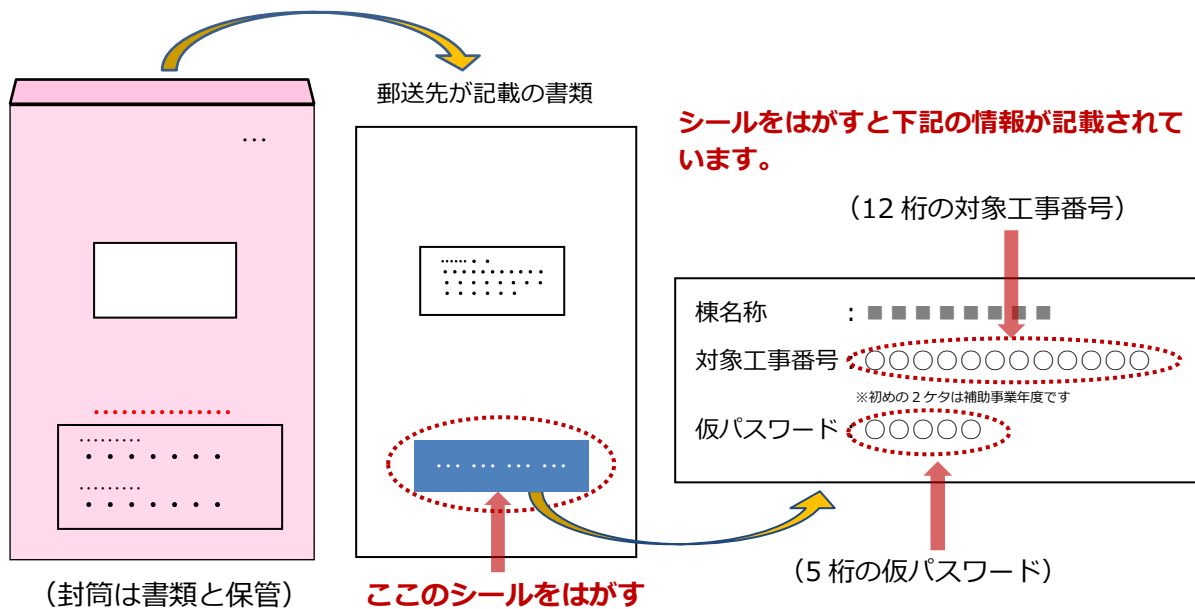 郵送先が記載の書類
シールをはがすと下記の情報が記載されて
います。
（12 桁の対象工事番号）
棟名称 ：■■■■■■■■
対象工事番号：〇〇〇〇〇〇〇〇〇〇〇〇
※初めの２ケタは補助事業年度です
仮パスワード：〇〇〇〇〇
（5 桁の仮パスワード）
（封筒は書類と保管）
ここのシールをはがす